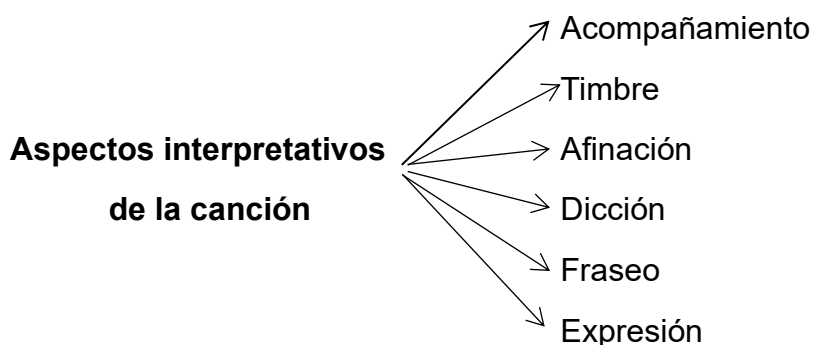 Aspectos interpretativos
de la canción
Acompañamiento
Timbre
Afinación
Dicción
Fraseo
Expresión